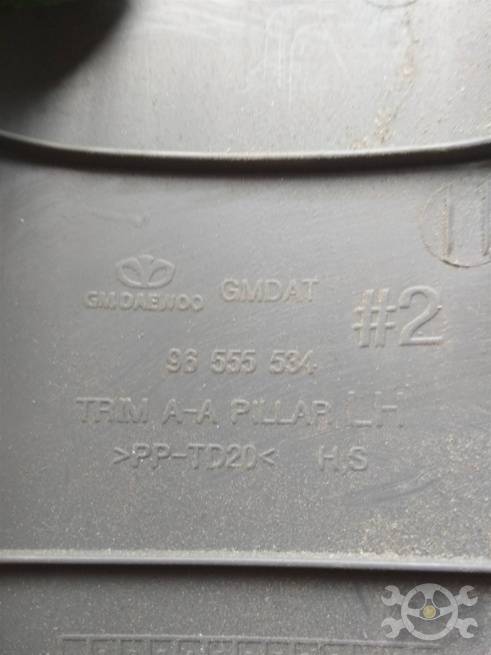 GM DAEWOO GMDAT
#2
96 555 534
TRIM A-A PILLAR LH
>PP-TD20< H.S